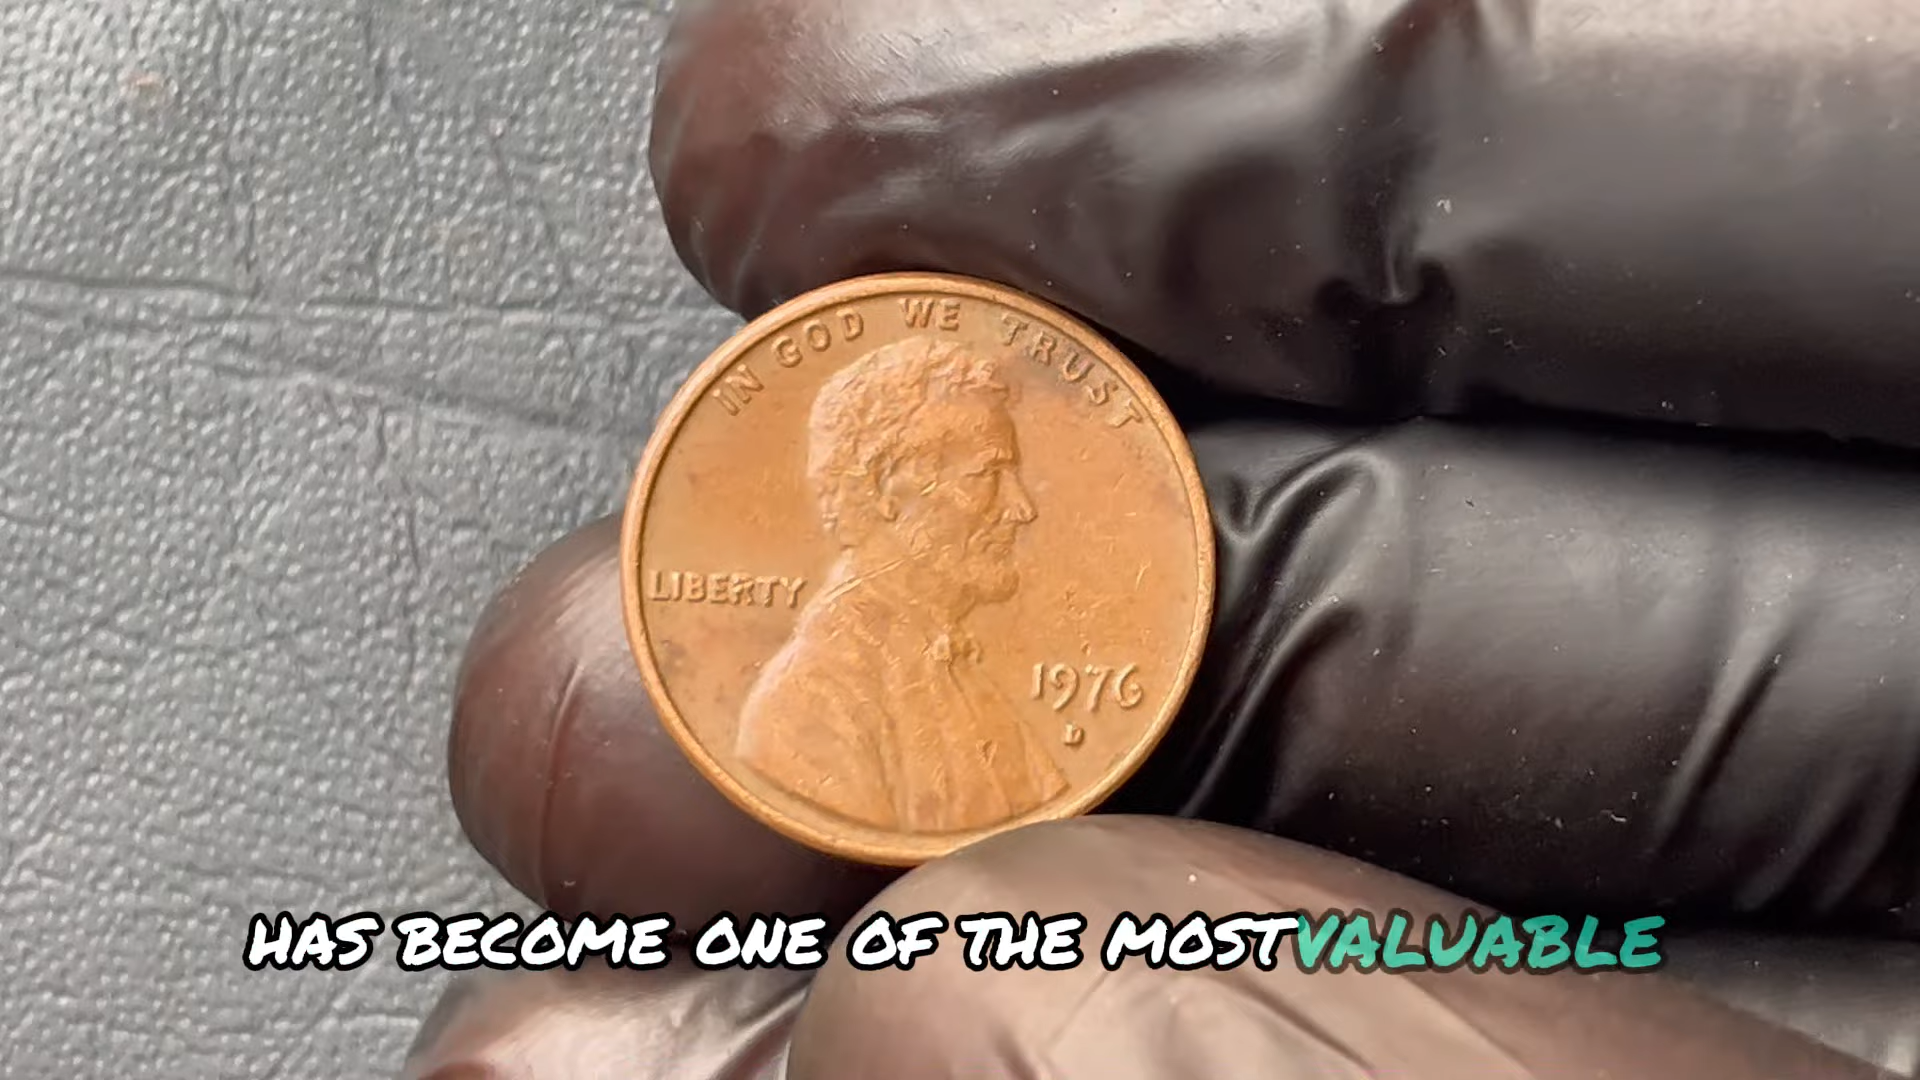 IN GOD WE TRUST
LIBERTY
1976
D
HAS BECOME ONE OF THE MOST VALUABLE